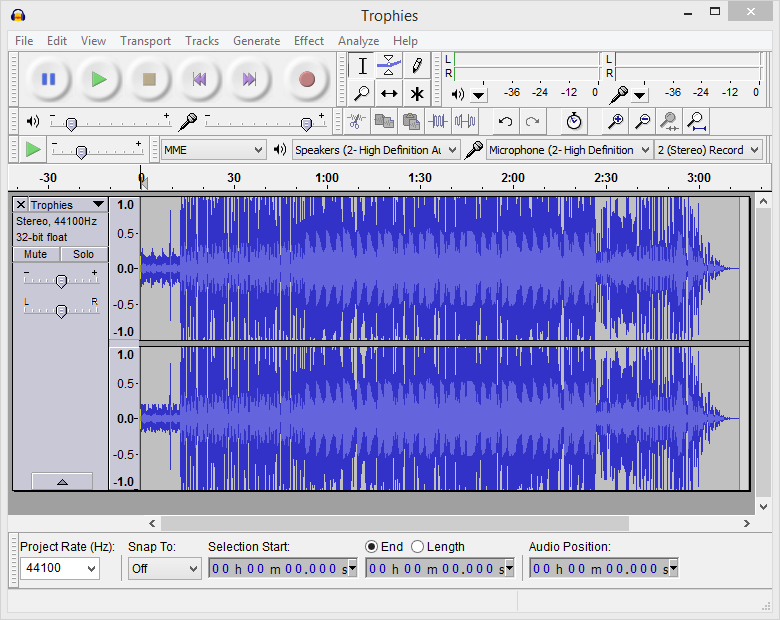 Trophies
File Edit View Transport Tracks Generate Effect Analyze Help
L
R
-36 -24 -12 0
L
R
-36 -24 -12 0
- +
- +
- +
MME
Speakers (2- High Definition Au
Microphone (2- High Definition
2 (Stereo) Record
-30 0 30 1:00 1:30 2:00 2:30 3:00
Trophies
Stereo, 44100Hz
32-bit float
Mute Solo
- +
L R
1.0
0.5
0.0
-0.5
-1.0
1.0
0.5
0.0
-0.5
-1.0
Project Rate (Hz): Snap To: Selection Start: End Length Audio Position:
44100 Off 00 h 00 m 00.000 s 00 h 00 m 00.000 s 00 h 00 m 00.000 s